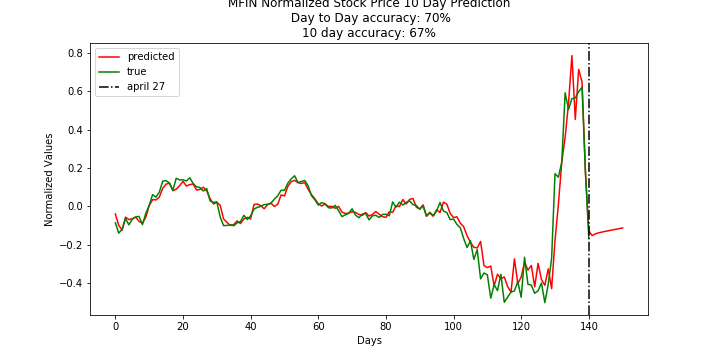 MFIN Normalized Stock Price 10 Day Prediction
Day to Day accuracy: 70%
10 day accuracy: 67%
predicted
true
april 27
Normalized Values
0.8
0.6
0.4
0.2
0.0
−0.2
−0.4
0 20 40 60 80 100 120 140
Days